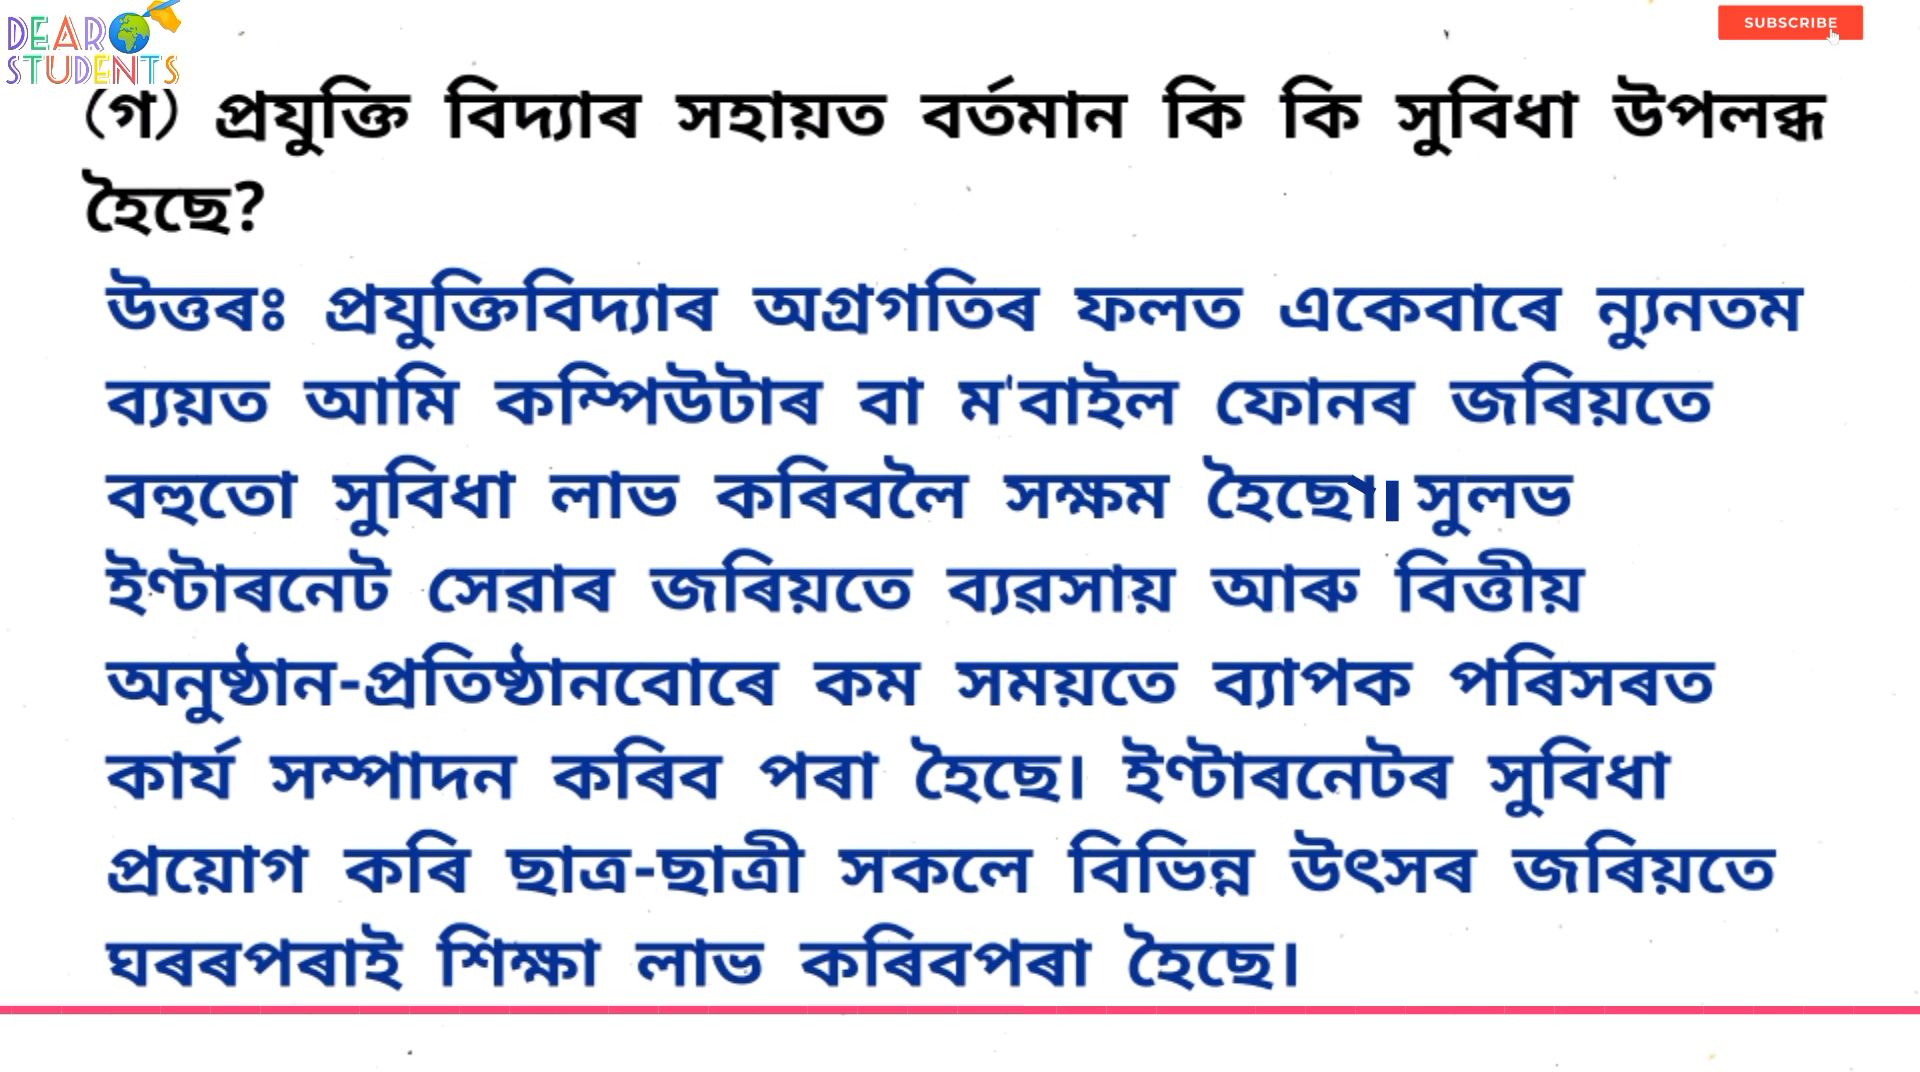 DEAR
STUDENTS
SUBSCRIBE
(গ) প্ৰযুক্তি বিদ্যাৰ সহায়ত বৰ্তমান কি কি সুবিধা উপলব্ধ
হৈছে?
উত্তৰঃ প্ৰযুক্তিবিদ্যাৰ অগ্ৰগতিৰ ফলত একেবাৰে ন্যুনতম
ব্যয়ত আমি কম্পিউটাৰ বা ম'বাইল ফোনৰ জৰিয়তে
বহুতো সুবিধা লাভ কৰিবলৈ সক্ষম হৈছো। সুলভ
ইণ্টাৰনেট সেৱাৰ জৰিয়তে ব্যৱসায় আৰু বিত্তীয়
অনুষ্ঠান-প্ৰতিষ্ঠানবোৰে কম সময়তে ব্যাপক পৰিসৰত
কাৰ্য সম্পাদন কৰিব পৰা হৈছে। ইণ্টাৰনেটৰ সুবিধা
প্ৰয়োগ কৰি ছাত্ৰ-ছাত্ৰী সকলে বিভিন্ন উৎসৰ জৰিয়তে
ঘৰৰপৰাই শিক্ষা লাভ কৰিবপৰা হৈছে।